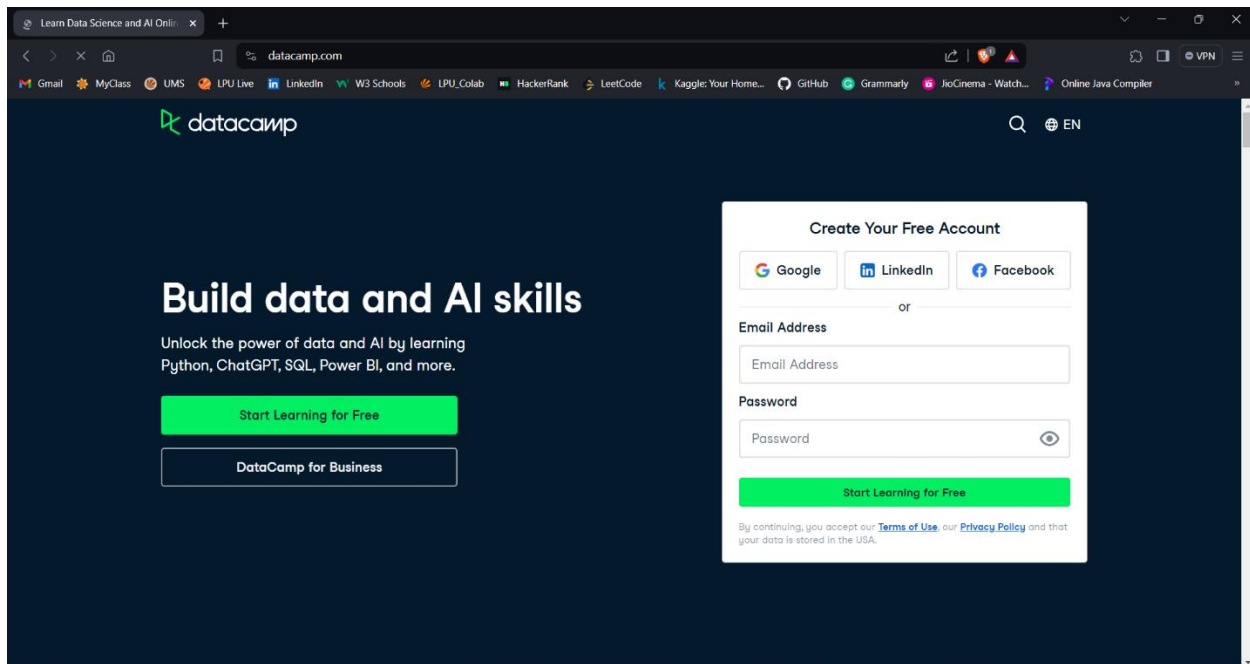 Learn Data Science and AI Onlin
datacamp.com
VPN
Gmail MyClass UMS LPU Live LinkedIn W3 Schools LPU_Colab HackerRank LeetCode Kaggle: Your Home... GitHub Grammarly JioCinema - Watch... Online Java Compiler »
datacamp
EN
Build data and AI skills
Unlock the power of data and AI by learning
Python, ChatGPT, SQL, Power BI, and more.
Start Learning for Free
DataCamp for Business
Create Your Free Account
Google LinkedIn Facebook
or
Email Address
Email Address
Password
Password
Start Learning for Free
By continuing, you accept our Terms of Use, our Privacy Policy and that
your data is stored in the USA.